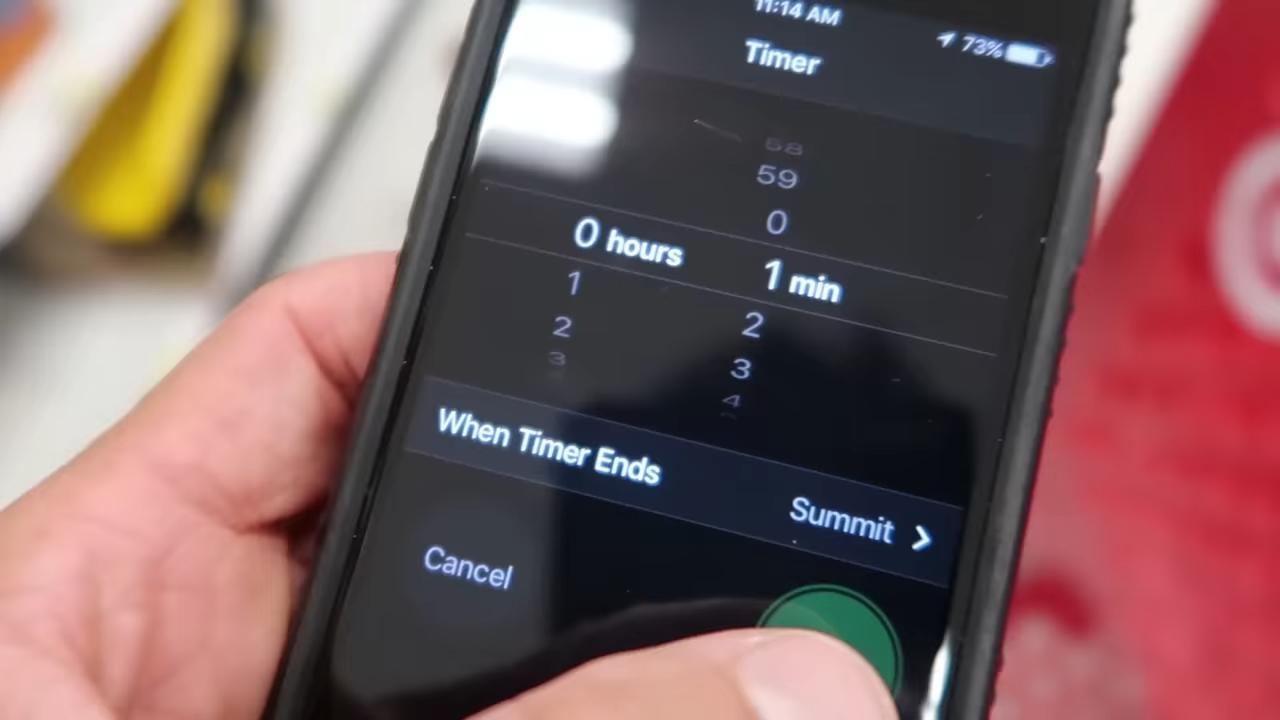 11:14 AM
73%
Timer
58
59
0
0 hours 1 min
1 2
2 3
3 4
When Timer Ends
Summit
Cancel